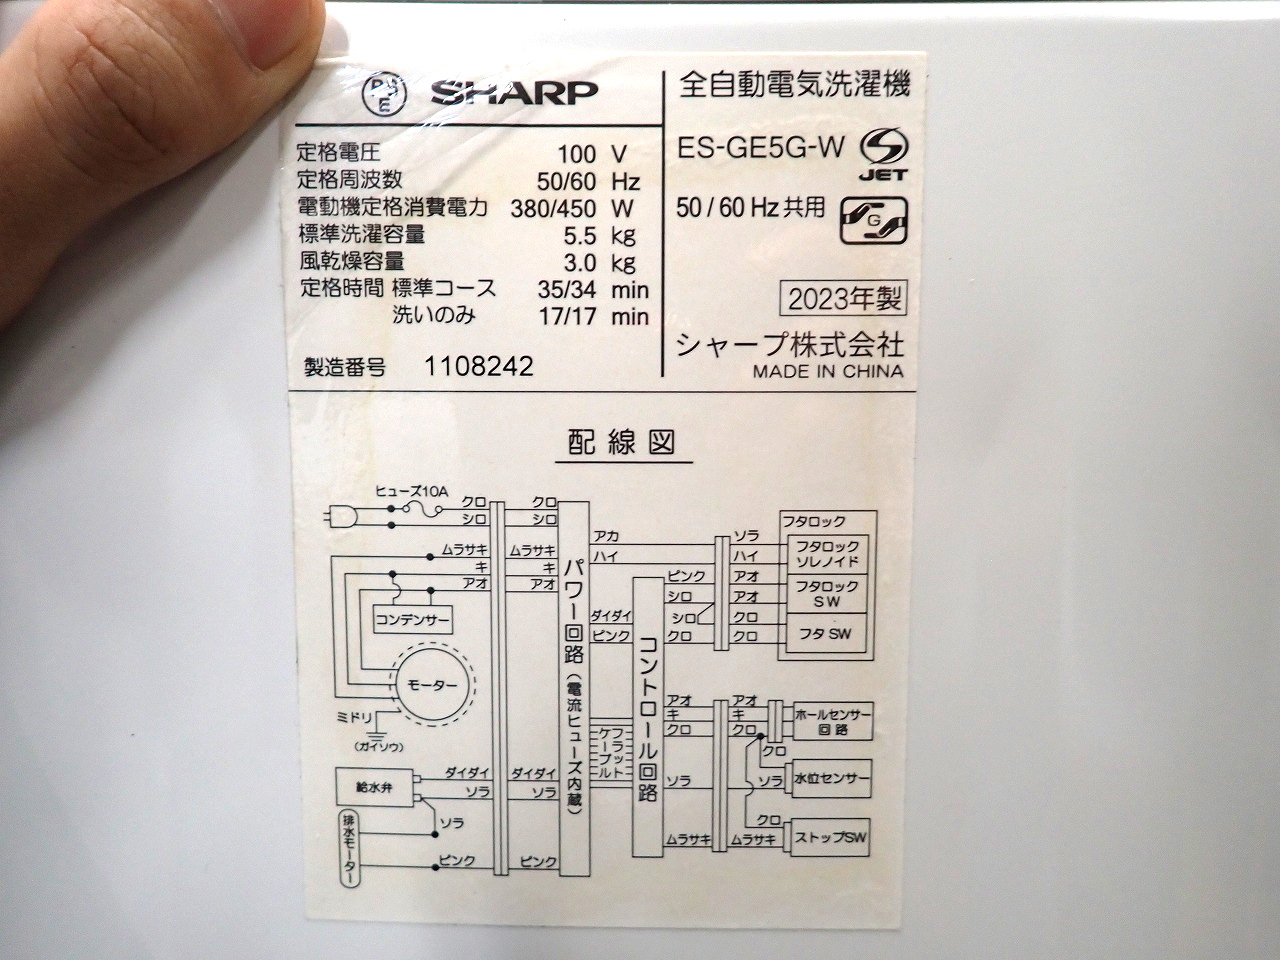 PS
E
SHARP
定格電圧 100 V
定格周波数 50/60 Hz
電動機定格消費電力 380/450 W
標準洗濯容量 5.5 kg
風乾燥容量 3.0 kg
定格時間 標準コース 35/34 min
洗いのみ 17/17 min
製造番号 1108242
全自動電気洗濯機
ES-GE5G-W
S
JET
50/60 Hz 共用
G
2023年製
シャープ株式会社
MADE IN CHINA
配線図
ヒューズ10A
クロ
シロ
ムラサキ
キ
アオ
コンデンサー
モーター
ミドリ
(ガイソウ)
給水弁
排水モーター
ダイダイ
ソラ
ソラ
ピンク
クロ
シロ
ムラサキ
キ
アオ
ダイダイ
ソラ
ピンク
パワー回路(電流ヒューズ内蔵)
アカ
ハイ
ダイダイ
ピンク
フラット
ケーブル
コントロール回路
ピンク
シロ
シロ
クロ
アオ
キ
クロ
ソラ
ムラサキ
ソラ
ハイ
アオ
アオ
クロ
クロ
アオ
キ
クロ
クロ
ソラ
クロ
ムラサキ
フタロック
フタロック
ソレノイド
フタロック
SW
フタ SW
ホールセンサー
回路
水位センサー
ストップSW